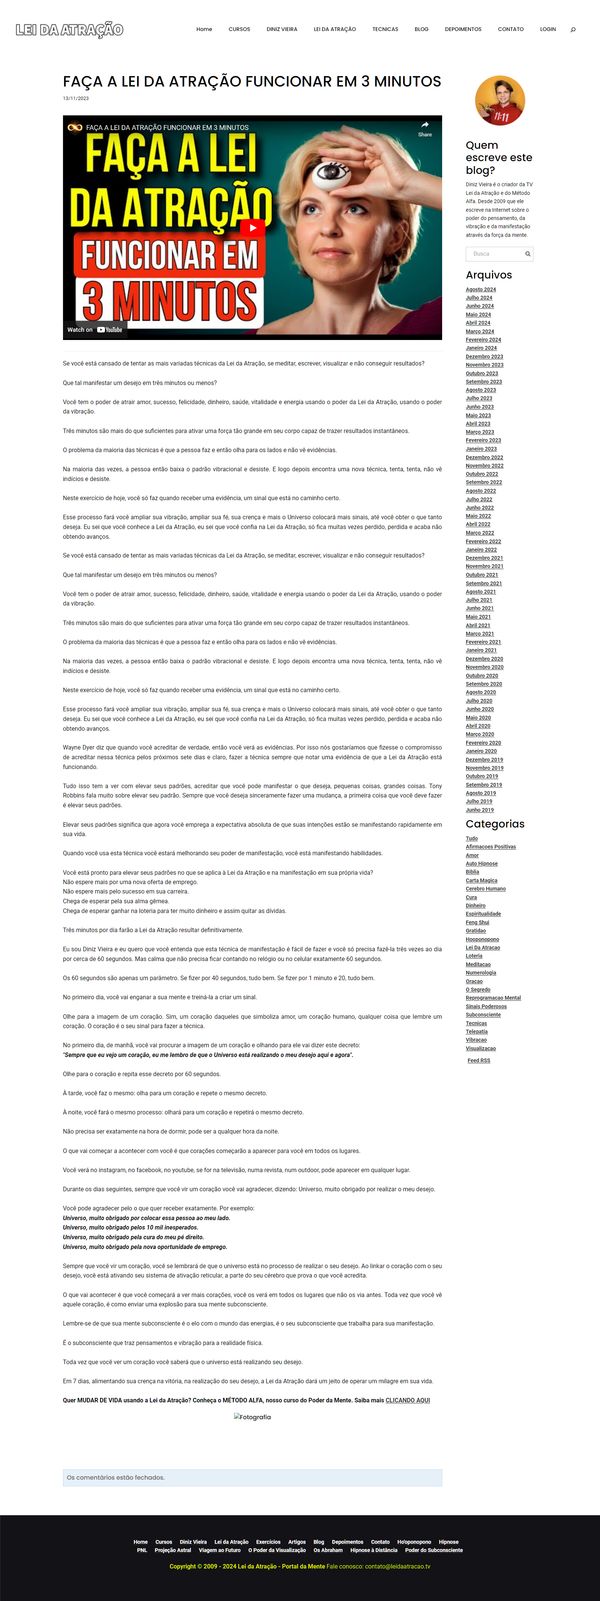 LEI DA ATRAÇÃO
Home CURSOS DINIZ VIEIRA LEI DA ATRAÇÃO TECNICAS BLOG DEPOIMENTOS CONTATO LOGIN
FAÇA A LEI DA ATRAÇÃO FUNCIONAR EM 3 MINUTOS
13/11/2023
FAÇA A LEI DA ATRAÇÃO FUNCIONAR EM 3 MINUTOS
Share
FAÇA A LEI
DA ATRAÇÃO
FUNCIONAR EM
3 MINUTOS
Watch on YouTube
Se você está cansado de tentar as mais variadas técnicas da Lei da Atração, se meditar, escrever, visualizar e não conseguir resultados?
Que tal manifestar um desejo em três minutos ou menos?
Você tem o poder de atrair amor, sucesso, felicidade, dinheiro, saúde, vitalidade e energia usando o poder da Lei da Atração, usando o poder
da vibração.
Três minutos são mais do que suficientes para ativar uma força tão grande em seu corpo capaz de trazer resultados instantâneos.
O problema da maioria das técnicas é que a pessoa faz e então olha para os lados e não vê evidências.
Na maioria das vezes, a pessoa então baixa o padrão vibracional e desiste. E logo depois encontra uma nova técnica, tenta, tenta, não vê
indícios e desiste.
Neste exercício de hoje, você só faz quando receber uma evidência, um sinal que está no caminho certo.
Esse processo fará você ampliar sua vibração, ampliar sua fé, sua crença e mais o Universo colocará mais sinais, até você obter o que tanto
deseja. Eu sei que você conhece a Lei da Atração, eu sei que você confia na Lei da Atração, só fica muitas vezes perdido, perdida e acaba não
obtendo avanços.
Se você está cansado de tentar as mais variadas técnicas da Lei da Atração, se meditar, escrever, visualizar e não conseguir resultados?
Que tal manifestar um desejo em três minutos ou menos?
Você tem o poder de atrair amor, sucesso, felicidade, dinheiro, saúde, vitalidade e energia usando o poder da Lei da Atração, usando o poder
da vibração.
Três minutos são mais do que suficientes para ativar uma força tão grande em seu corpo capaz de trazer resultados instantâneos.
O problema da maioria das técnicas é que a pessoa faz e então olha para os lados e não vê evidências.
Na maioria das vezes, a pessoa então baixa o padrão vibracional e desiste. E logo depois encontra uma nova técnica, tenta, tenta, não vê
indícios e desiste.
Neste exercício de hoje, você só faz quando receber uma evidência, um sinal que está no caminho certo.
Esse processo fará você ampliar sua vibração, ampliar sua fé, sua crença e mais o Universo colocará mais sinais, até você obter o que tanto
deseja. Eu sei que você conhece a Lei da Atração, eu sei que você confia na Lei da Atração, só fica muitas vezes perdido, perdida e acaba não
obtendo avanços.
Wayne Dyer diz que quando você acreditar de verdade, então você verá as evidências. Por isso nós gostaríamos que fizesse o compromisso
de acreditar nessa técnica pelos próximos sete dias e claro, fazer a técnica sempre que notar uma evidência de que a Lei da Atração está
funcionando.
Tudo isso tem a ver com elevar seus padrões, acreditar que você pode manifestar o que deseja, pequenas coisas, grandes coisas. Tony
Robbins fala muito sobre elevar seu padrão. Sempre que você deseja sinceramente fazer uma mudança, a primeira coisa que você deve fazer
é elevar seus padrões.
Elevar seus padrões significa que agora você emprega a expectativa absoluta de que suas intenções estão se manifestando rapidamente em
sua vida.
Quando você usa esta técnica você estará melhorando seu poder de manifestação, você está manifestando habilidades.
Você está pronto para elevar seus padrões no que se aplica à Lei da Atração e na manifestação em sua própria vida?
Não espere mais por uma nova oferta de emprego.
Não espere mais pelo sucesso em sua carreira.
Chega de esperar pela sua alma gêmea.
Chega de esperar ganhar na loteria para ter muito dinheiro e assim quitar as dívidas.
Três minutos por dia farão a Lei da Atração resultar definitivamente.
Eu sou Diniz Vieira e eu quero que você entenda que esta técnica de manifestação é fácil de fazer e você só precisa fazê-la três vezes ao dia
por cerca de 60 segundos. Mas calma que não precisa ficar contando no relógio ou no celular exatamente 60 segundos.
Os 60 segundos são apenas um parâmetro. Se fizer por 40 segundos, tudo bem. Se fizer por 1 minuto e 20, tudo bem.
No primeiro dia, você vai enganar a sua mente e treiná-la a criar um sinal.
Olhe para a imagem de um coração. Sim, um coração daqueles que simboliza amor, um coração humano, qualquer coisa que lembre um
coração. O coração é o seu sinal para fazer a técnica.
No primeiro dia, de manhã, você vai procurar a imagem de um coração e olhando para ele vai dizer este decreto:
"Sempre que eu vejo um coração, eu me lembro de que o Universo está realizando o meu desejo aqui e agora".
Olhe para o coração e repita esse decreto por 60 segundos.
À tarde, você faz o mesmo: olha para um coração e repete o mesmo decreto.
À noite, você fará o mesmo processo: olhará para um coração e repetirá o mesmo decreto.
Não precisa ser exatamente na hora de dormir, pode ser a qualquer hora da noite.
O que vai começar a acontecer com você é que corações começarão a aparecer para você em todos os lugares.
Você verá no instagram, no facebook, no youtube, se for na televisão, numa revista, num outdoor, pode aparecer em qualquer lugar.
Durante os dias seguintes, sempre que você vir um coração você vai agradecer, dizendo: Universo, muito obrigado por realizar o meu desejo.
Você pode agradecer pelo o que quer receber exatamente. Por exemplo:
Universo, muito obrigado por colocar essa pessoa ao meu lado.
Universo, muito obrigado pelos 10 mil inesperados.
Universo, muito obrigado pela cura do meu pé direito.
Universo, muito obrigado pela nova oportunidade de emprego.
Sempre que você vir um coração, você se lembrará de que o universo está no processo de realizar o seu desejo. Ao linkar o coração com o seu
desejo, você está ativando seu sistema de ativação reticular, a parte do seu cérebro que prova o que você acredita.
O que vai acontecer é que você começará a ver mais corações, você os verá em todos os lugares que não os via antes. Toda vez que você vê
aquele coração, é como enviar uma explosão para sua mente subconsciente.
Lembre-se de que sua mente subconsciente é o elo com o mundo das energias, é o seu subconsciente que trabalha para sua manifestação.
É o subconsciente que traz pensamentos e vibração para a realidade física.
Toda vez que você ver um coração você saberá que o universo está realizando seu desejo.
Em 7 dias, alimentando sua crença na vitória, na realização do seu desejo, a Lei da Atração dará um jeito de operar um milagre em sua vida.
Quer MUDAR DE VIDA usando a Lei da Atração? Conheça o MÉTODO ALFA, nosso curso do Poder da Mente. Saiba mais CLICANDO AQUI
Fotografia
Os comentários estão fechados.
11:11
Quem
escreve este
blog?
Diniz Vieira é o criador da TV
Lei da Atração e do Método
Alfa. Desde 2009 que ele
escreve na Internet sobre o
poder do pensamento, da
vibração e da manifestação
através da força da mente.
Busca
Arquivos
Agosto 2024
Julho 2024
Junho 2024
Maio 2024
Abril 2024
Março 2024
Fevereiro 2024
Janeiro 2024
Dezembro 2023
Novembro 2023
Outubro 2023
Setembro 2023
Agosto 2023
Julho 2023
Junho 2023
Maio 2023
Abril 2023
Março 2023
Fevereiro 2023
Janeiro 2023
Dezembro 2022
Novembro 2022
Outubro 2022
Setembro 2022
Agosto 2022
Julho 2022
Junho 2022
Maio 2022
Abril 2022
Março 2022
Fevereiro 2022
Janeiro 2022
Dezembro 2021
Novembro 2021
Outubro 2021
Setembro 2021
Agosto 2021
Julho 2021
Junho 2021
Maio 2021
Abril 2021
Março 2021
Fevereiro 2021
Janeiro 2021
Dezembro 2020
Novembro 2020
Outubro 2020
Setembro 2020
Agosto 2020
Julho 2020
Junho 2020
Maio 2020
Abril 2020
Março 2020
Fevereiro 2020
Janeiro 2020
Dezembro 2019
Novembro 2019
Outubro 2019
Setembro 2019
Agosto 2019
Julho 2019
Junho 2019
Categorias
Tudo
Afirmacoes Positivas
Amor
Auto Hipnose
Biblia
Carta Magica
Cerebro Humano
Cura
Dinheiro
Espiritualidade
Feng Shui
Gratidao
Hooponopono
Lei Da Atracao
Loteria
Meditacao
Numerologia
Oracao
O Segredo
Reprogramacao Mental
Sinais Poderosos
Subconsciente
Tecnicas
Telepatia
Vibracao
Visualizacao
Feed RSS
Home Cursos Diniz Vieira Lei da Atração Exercícios Artigos Blog Depoimentos Contato Ho'oponopono Hipnose
PNL Projeção Astral Viagem ao Futuro O Poder da Visualização Os Abraham Hipnose à Distância Poder do Subconsciente
Copyright © 2009 - 2024 Lei da Atração - Portal da Mente Fale conosco: contato@leidaatracao.tv